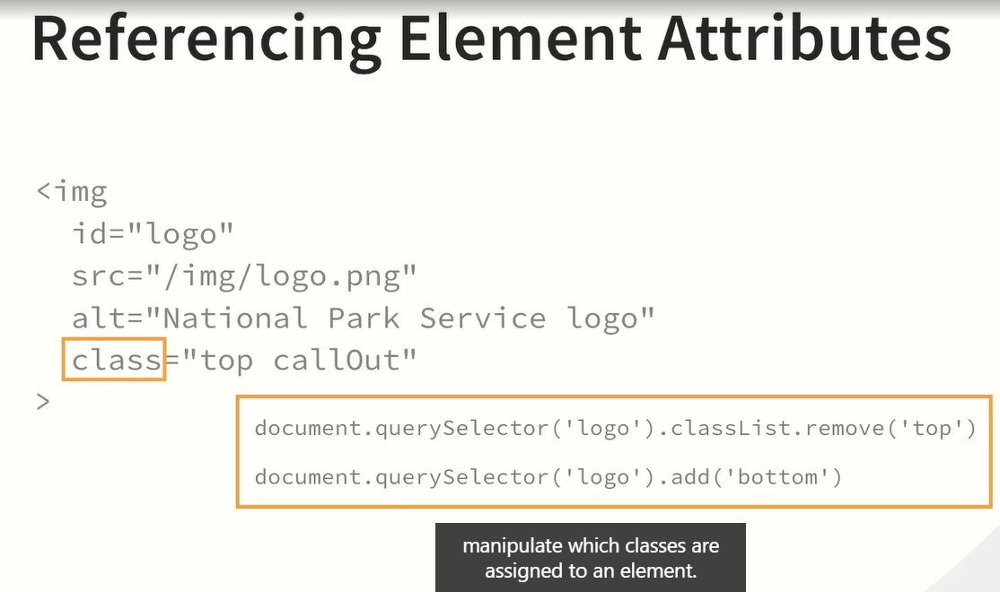 Referencing Element Attributes
<img
id="logo"
src="/img/logo.png"
alt="National Park Service logo"
class="top callOut"
>
document.querySelector('logo').classList.remove('top')
document.querySelector('logo').add('bottom')
manipulate which classes are
assigned to an element.